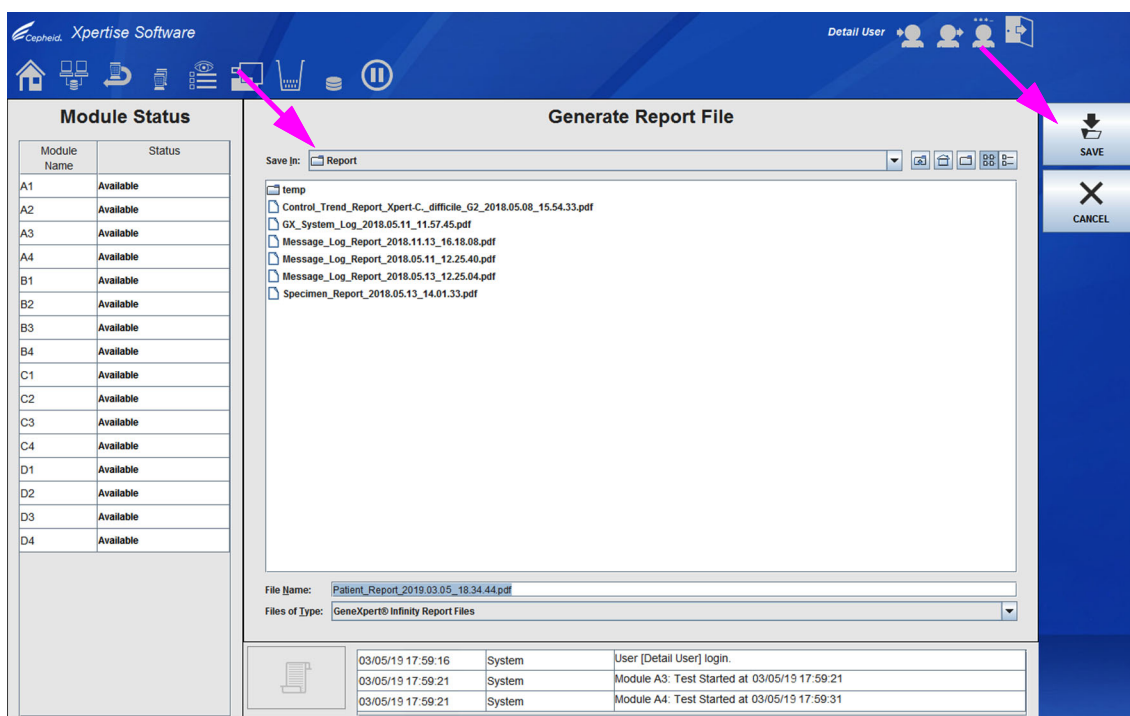 Cepheid. Xpertise Software
Detail User
Module Status
Module Name Status
A1 Available
A2 Available
A3 Available
A4 Available
B1 Available
B2 Available
B3 Available
B4 Available
C1 Available
C2 Available
C3 Available
C4 Available
D1 Available
D2 Available
D3 Available
D4 Available
Generate Report File
Save In: Report
temp
Control_Trend_Report_Xpert-C._difficile_G2_2018.05.08_15.54.33.pdf
GX_System_Log_2018.05.11_11.57.45.pdf
Message_Log_Report_2018.11.13_16.18.08.pdf
Message_Log_Report_2018.05.11_12.25.40.pdf
Message_Log_Report_2018.05.13_12.25.04.pdf
Specimen_Report_2018.05.13_14.01.33.pdf
File Name: Patient_Report_2019.03.05_18.34.44.pdf
Files of Type: GeneXpert® Infinity Report Files
SAVE
CANCEL
03/05/19 17:59:16 System User [Detail User] login.
03/05/19 17:59:21 System Module A3: Test Started at 03/05/19 17:59:21
03/05/19 17:59:21 System Module A4: Test Started at 03/05/19 17:59:31